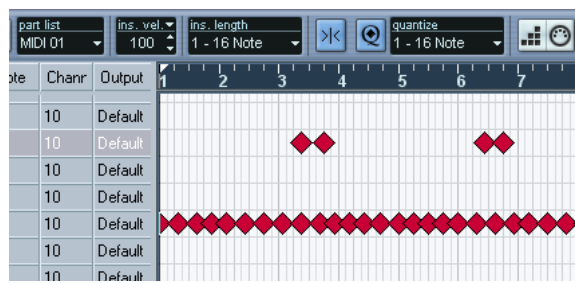 part list ins. vel. ins. length quantize
MIDI 01 100 1 - 16 Note 1 - 16 Note
ote Chanr Output 1 2 3 4 5 6 7
10 Default
10 Default
10 Default
10 Default
10 Default
10 Default
10 Default